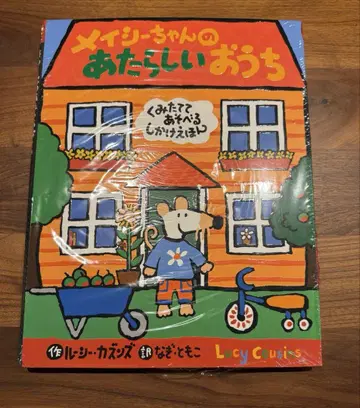 メイシーちゃんの
あたらしいおうち
くみたてて
あそべる
しかけえほん
作 ルーシー・カズンズ 訳 なぎ・ともこ Lucy Cousins